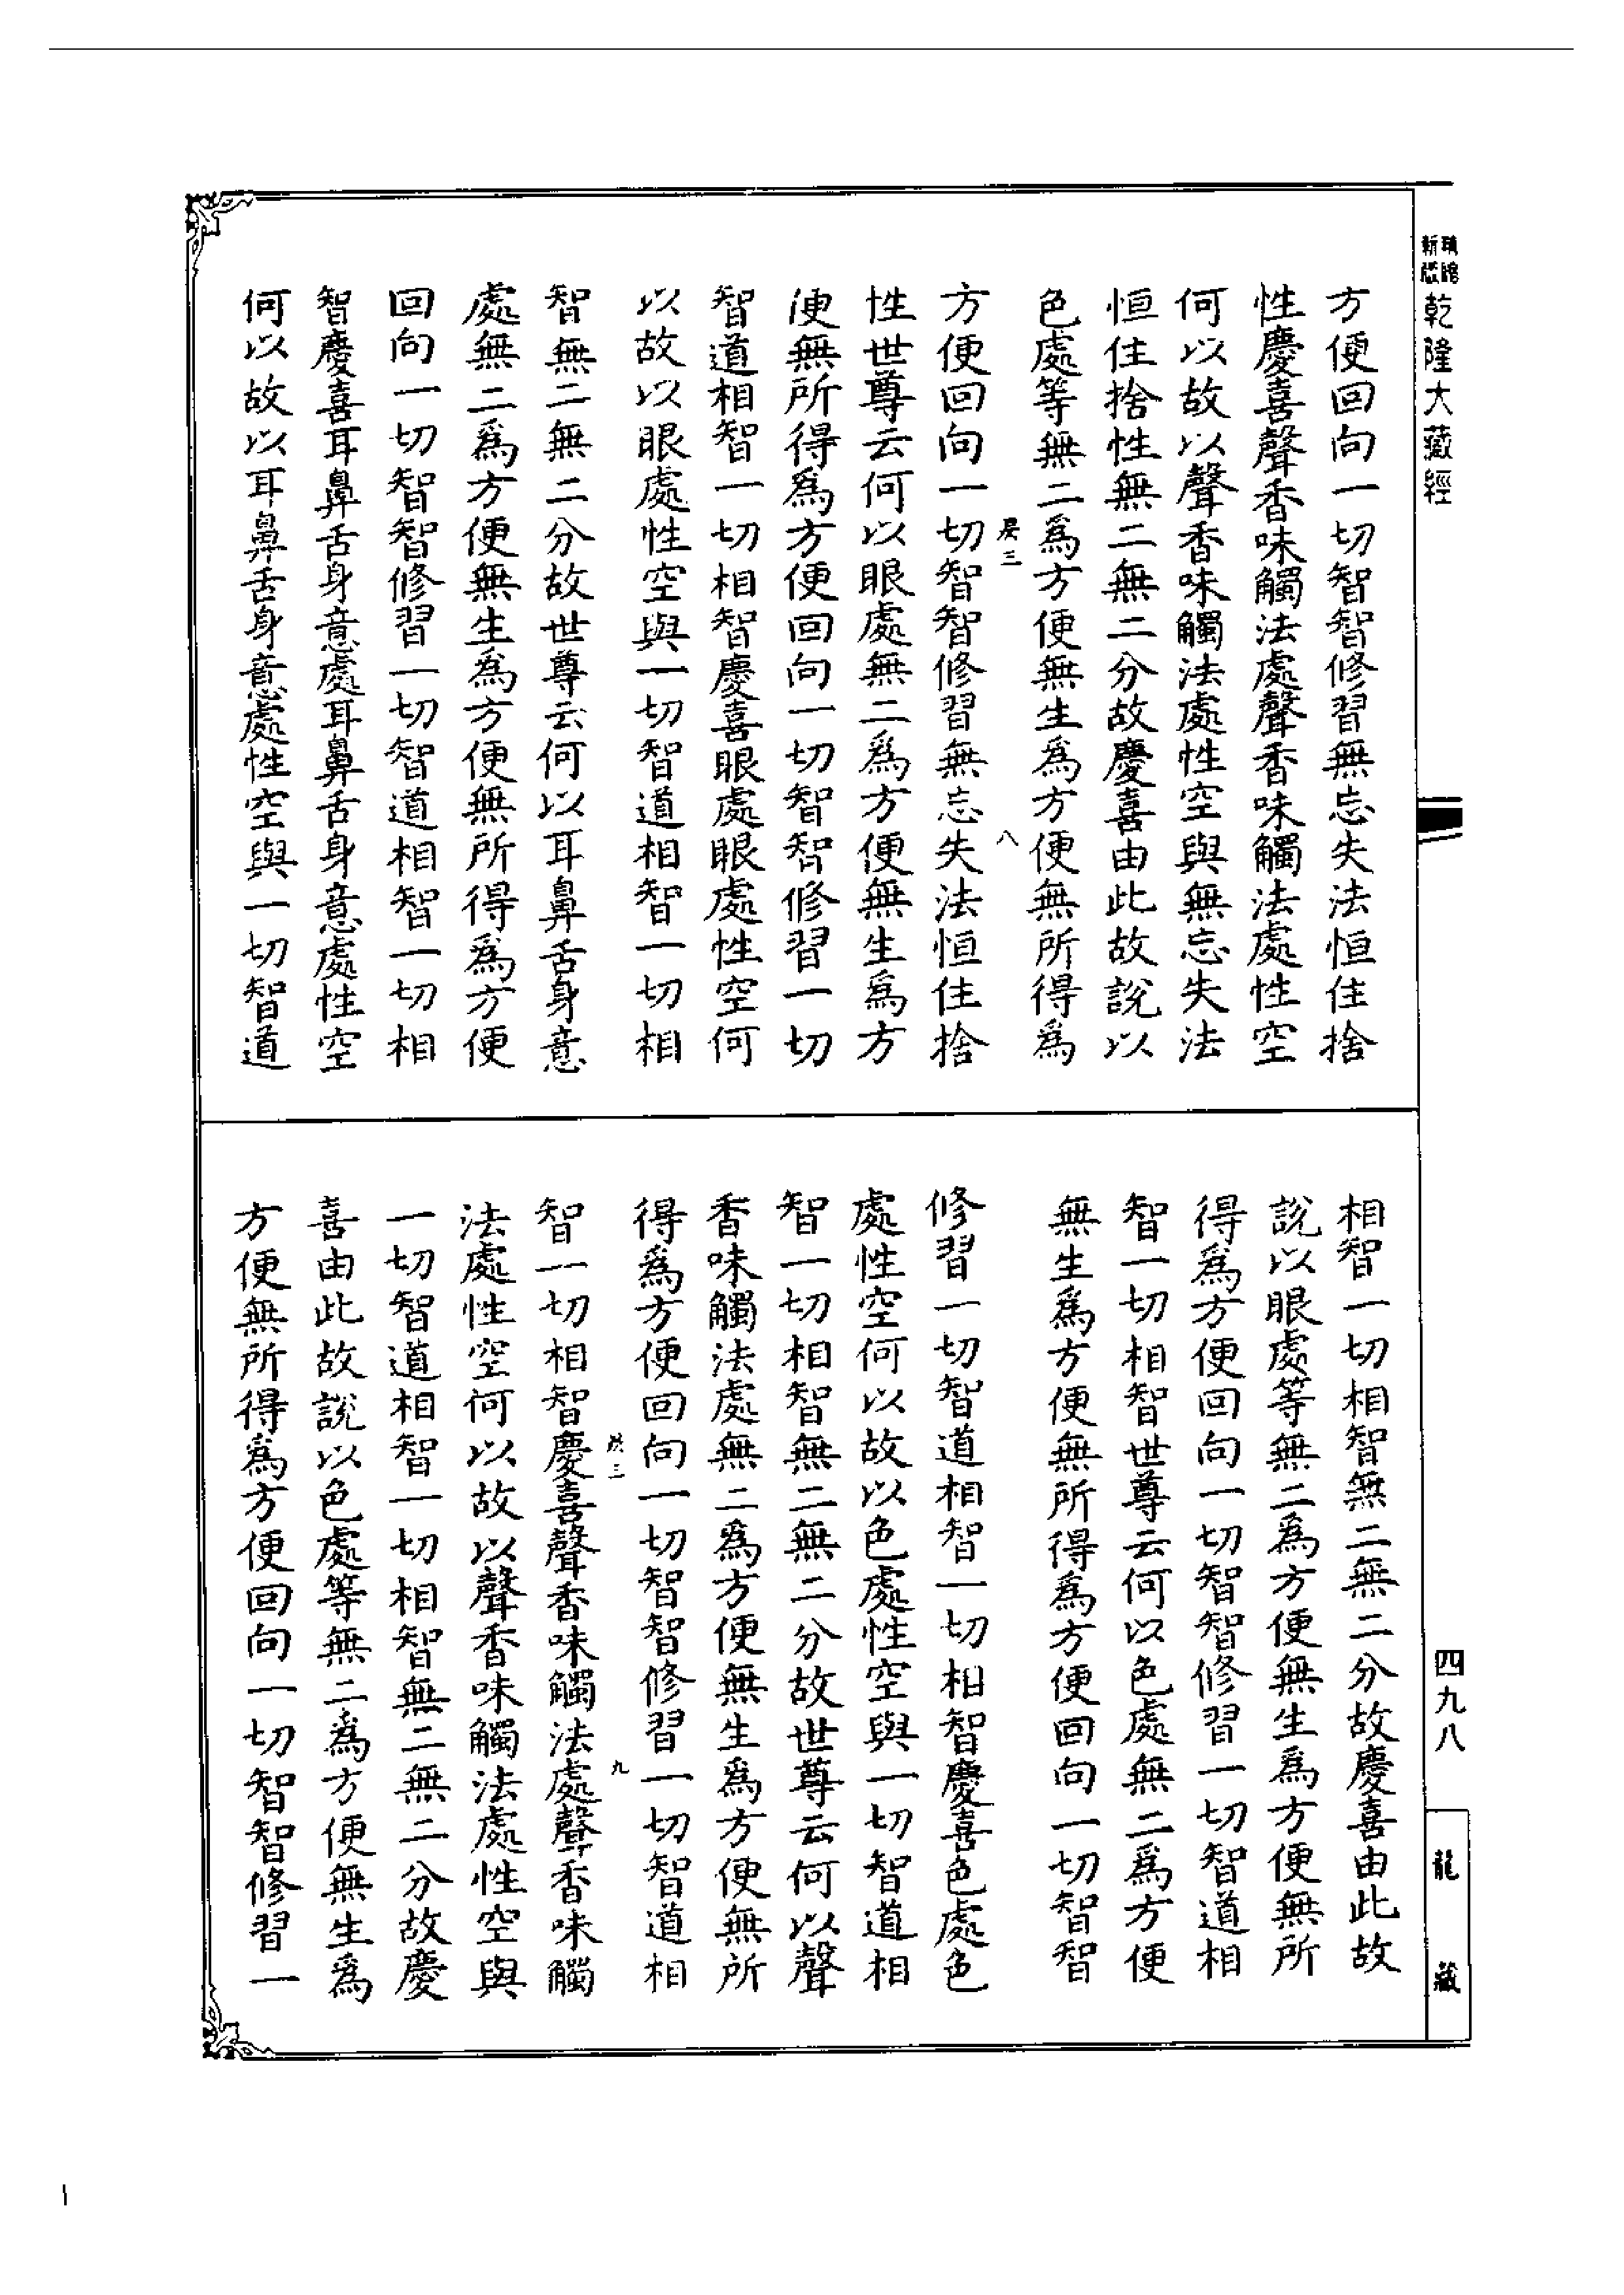 乾隆大藏經
方便回向一切智智修習無忘失法恒住捨
性慶喜聲香味觸法處聲香味觸法處性空
何以故以聲香味觸法處性空與無忘失法
恒住捨性無二無二分故慶喜由此故說以
色處等無二爲方便無生爲方便無所得爲
三 八
方便回向一切智智修習無忘失法恒住捨
性世尊云何以眼處無二爲方便無生爲方
便無所得爲方便回向一切智智修習一切
智道相智一切相智慶喜眼處眼處性空何
以故以眼處性空與一切智道相智一切相
智無二無二分故世尊云何以耳鼻舌身意
處無二爲方便無生爲方便無所得爲方便
回向一切智智修習一切智道相智一切相
智慶喜耳鼻舌身意處耳鼻舌身意處性空
何以故以耳鼻舌身意處性空與一切智道
相智一切相智無二無二分故慶喜由此故
說以眼處等無二爲方便無生爲方便無所
得爲方便回向一切智智修習一切智道相
智一切相智世尊云何以色處無二爲方便
無生爲方便無所得爲方便回向一切智智
修習一切智道相智一切相智慶喜色處色
處性空何以故以色處性空與一切智道相
智一切相智無二無二分故世尊云何以聲
香味觸法處無二爲方便無生爲方便無所
得爲方便回向一切智智修習一切智道相
三 九
智一切相智慶喜聲香味觸法處聲香味觸
法處性空何以故以聲香味觸法處性空與
一切智道相智一切相智無二無二分故慶
喜由此故說以色處等無二爲方便無生爲
方便無所得爲方便回向一切智智修習一
四九八
龍藏